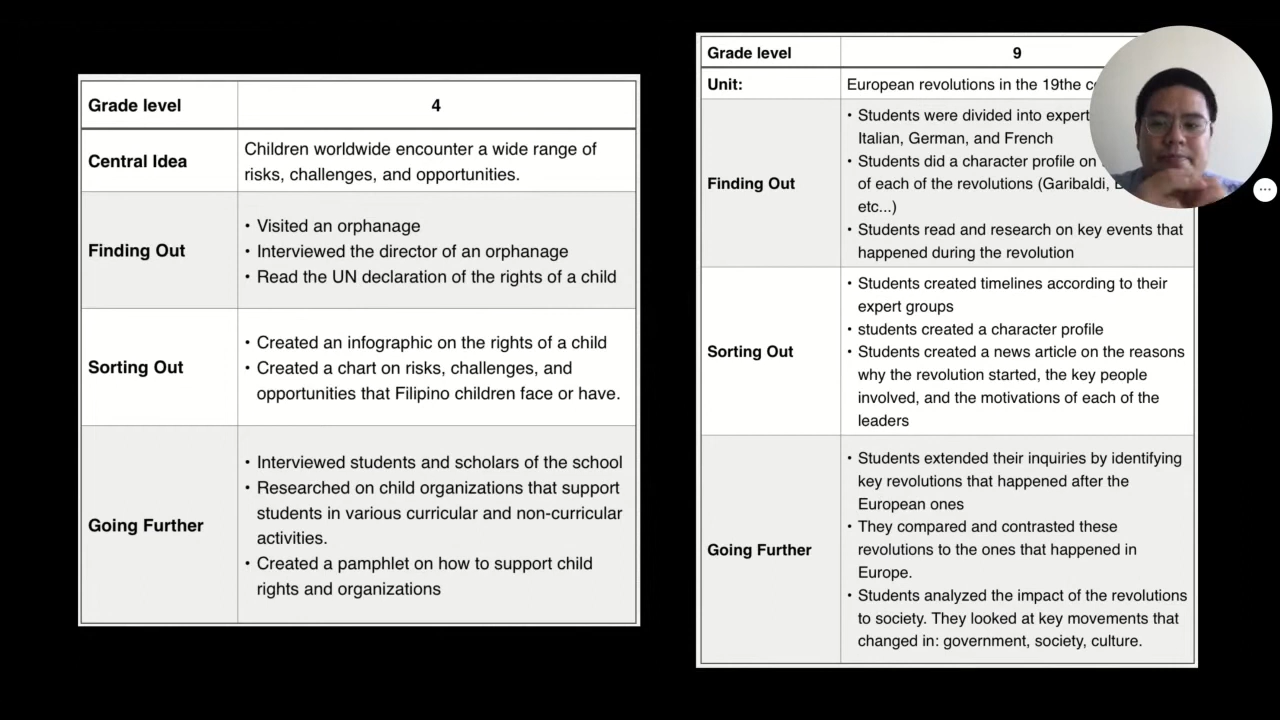 Grade level
4
Central Idea
Children worldwide encounter a wide range of
risks, challenges, and opportunities.
Finding Out
• Visited an orphanage
• Interviewed the director of an orphanage
• Read the UN declaration of the rights of a child
Sorting Out
• Created an infographic on the rights of a child
• Created a chart on risks, challenges, and
opportunities that Filipino children face or have.
Going Further
• Interviewed students and scholars of the school
• Researched on child organizations that support
students in various curricular and non-curricular
activities.
• Created a pamphlet on how to support child
rights and organizations
Grade level
9
Unit:
European revolutions in the 19the
Finding Out
• Students were divided into expert
Italian, German, and French
• Students did a character profile on
of each of the revolutions (Garibaldi,
etc...)
• Students read and research on key events that
happened during the revolution
Sorting Out
• Students created timelines according to their
expert groups
• students created a character profile
• Students created a news article on the reasons
why the revolution started, the key people
involved, and the motivations of each of the
leaders
Going Further
• Students extended their inquiries by identifying
key revolutions that happened after the
European ones
• They compared and contrasted these
revolutions to the ones that happened in
Europe.
• Students analyzed the impact of the revolutions
to society. They looked at key movements that
changed in: government, society, culture.